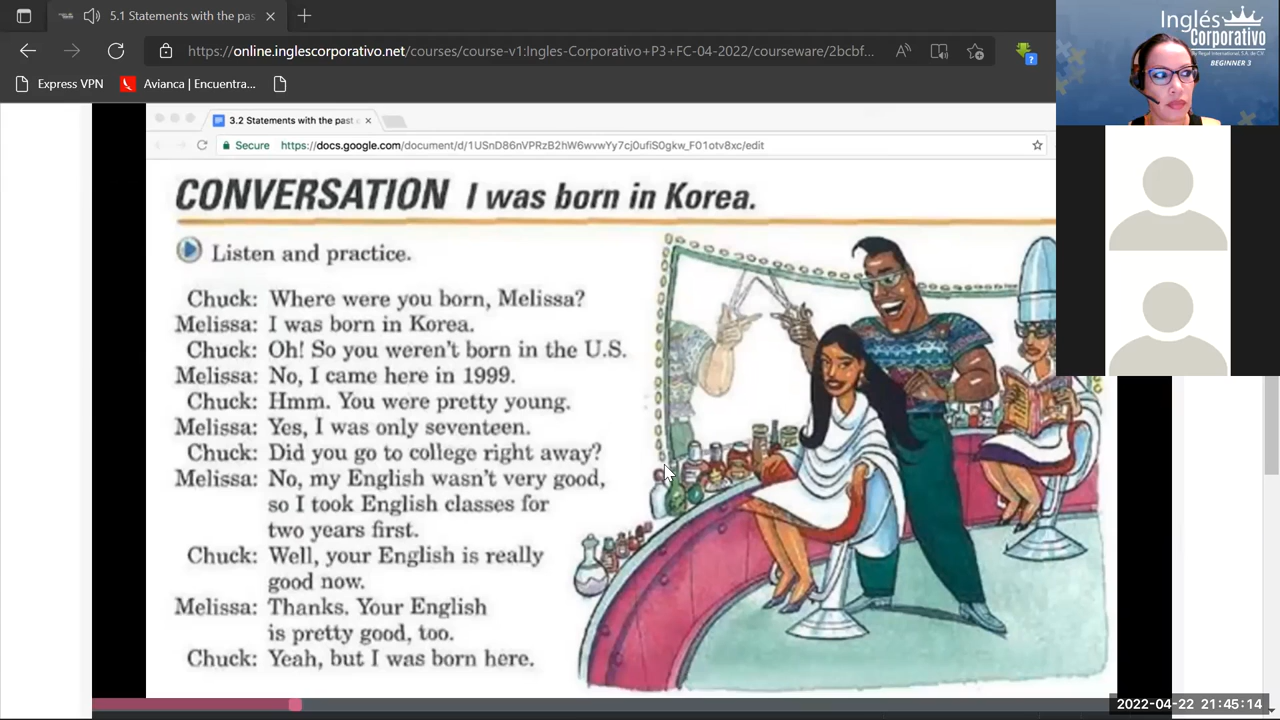 5.1 Statements with the pas
https://online.inglescorporativo.net/courses/course-v1:Ingles-Corporativo+P3+FC-04-2022/courseware/2bcbf...
Express VPN
Avianca | Encuentra...
Inglés
Corporativo
By Regal International, S.A. de C.V.
BEGINNER 3
3.2 Statements with the past
Secure
https://docs.google.com/document/d/1USnD86nVPRzB2hW6wvwYy7cj0ufiS0gkw_F01otv8xc/edit
CONVERSATION I was born in Korea.
Listen and practice.
Chuck: Where were you born, Melissa?
Melissa: I was born in Korea.
Chuck: Oh! So you weren't born in the U.S.
Melissa: No, I came here in 1999.
Chuck: Hmm. You were pretty young.
Melissa: Yes, I was only seventeen.
Chuck: Did you go to college right away?
Melissa: No, my English wasn't very good,
so I took English classes for
two years first.
Chuck: Well, your English is really
good now.
Melissa: Thanks. Your English
is pretty good, too.
Chuck: Yeah, but I was born here.
2022-04-22 21:45:14